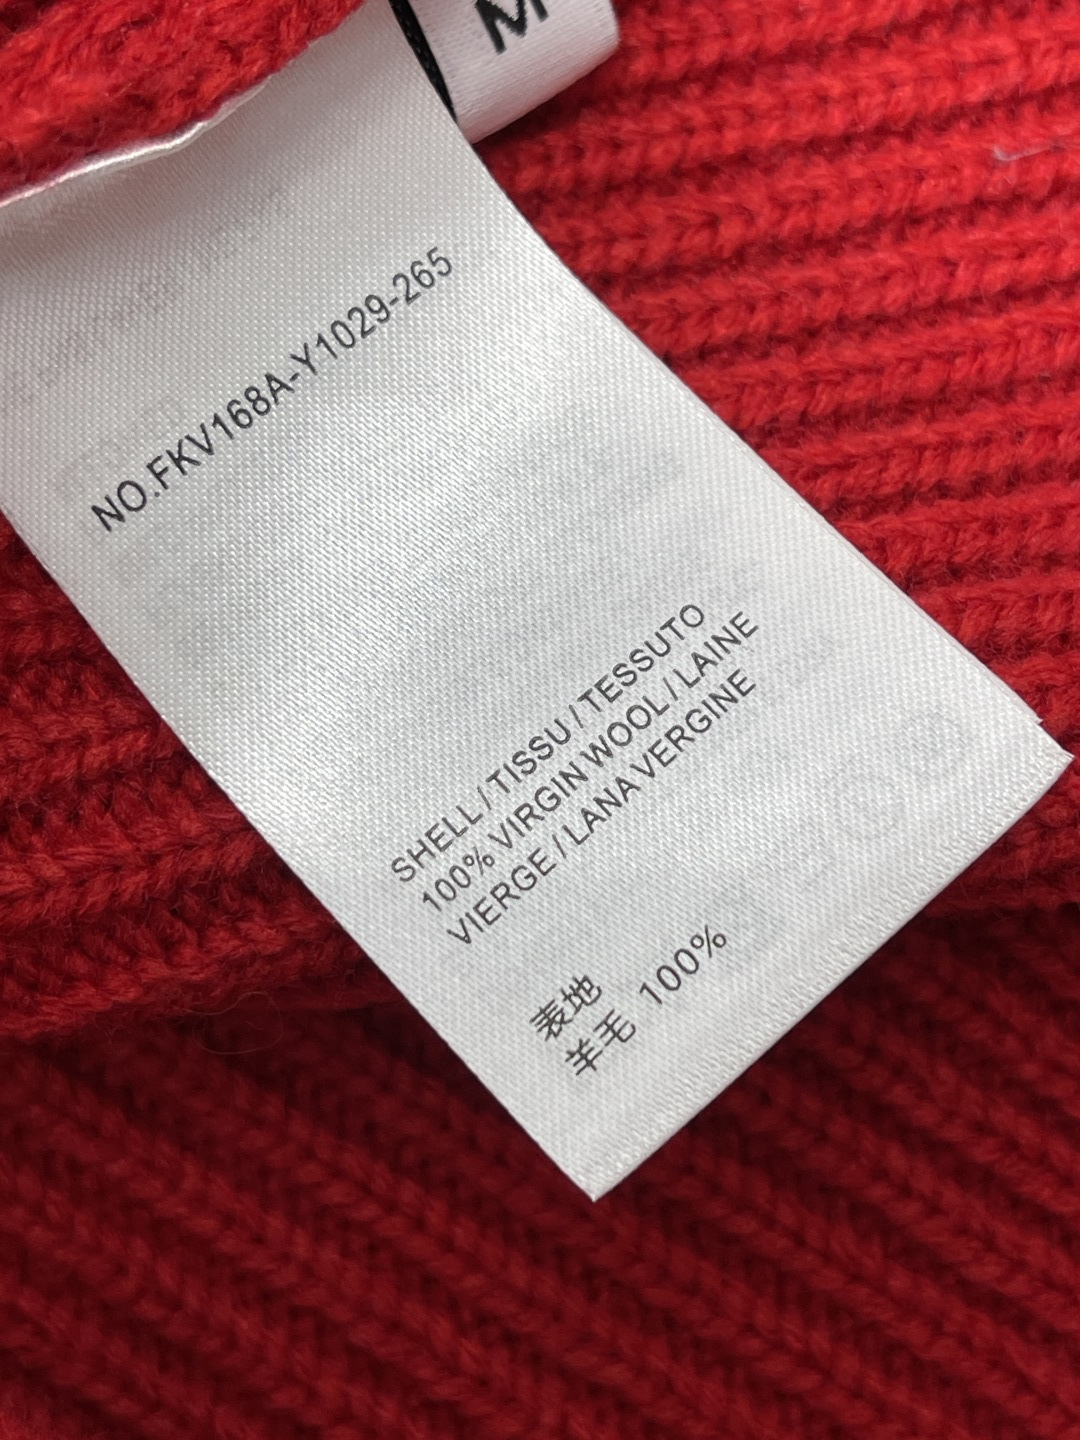 M
NO.FKV168A-Y1029-265
SHELL / TISSU / TESSUTO
100% VIRGIN WOOL / LAINE
VIERGE / LANA VERGINE
表地
羊毛 100%